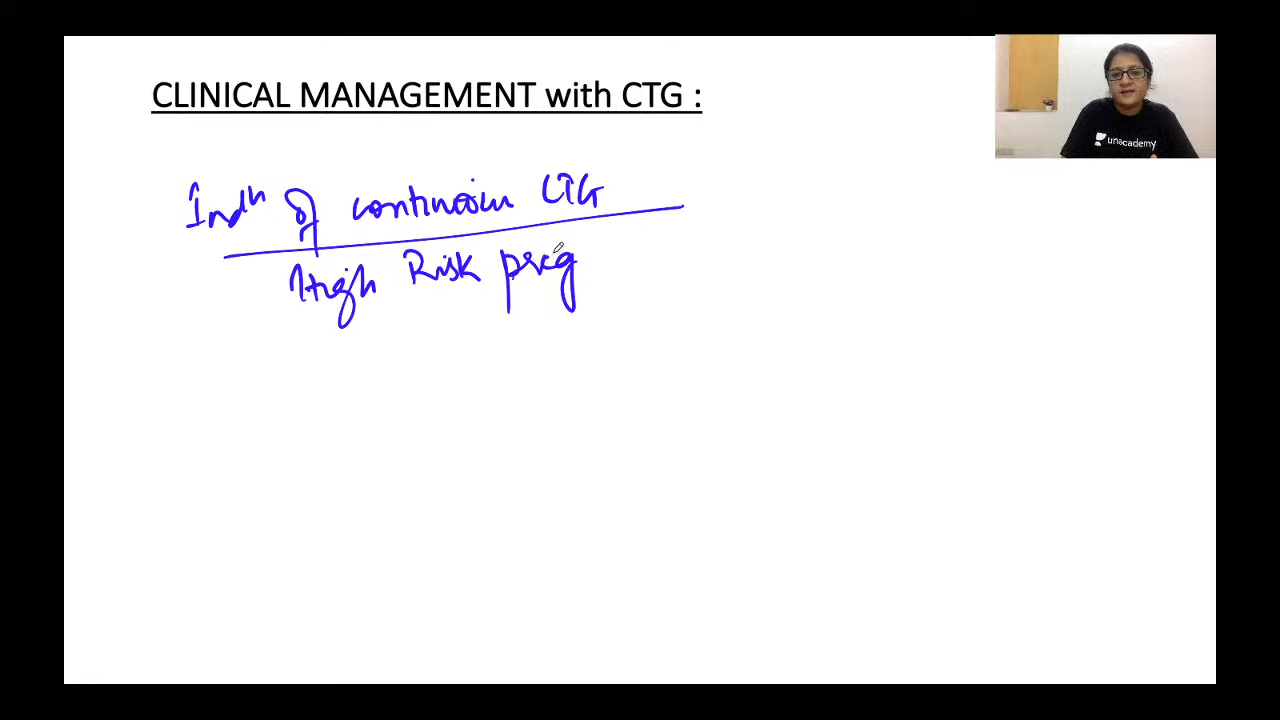 CLINICAL MANAGEMENT with CTG :
unacademy
Indn of continuous CTG
High Risk preg